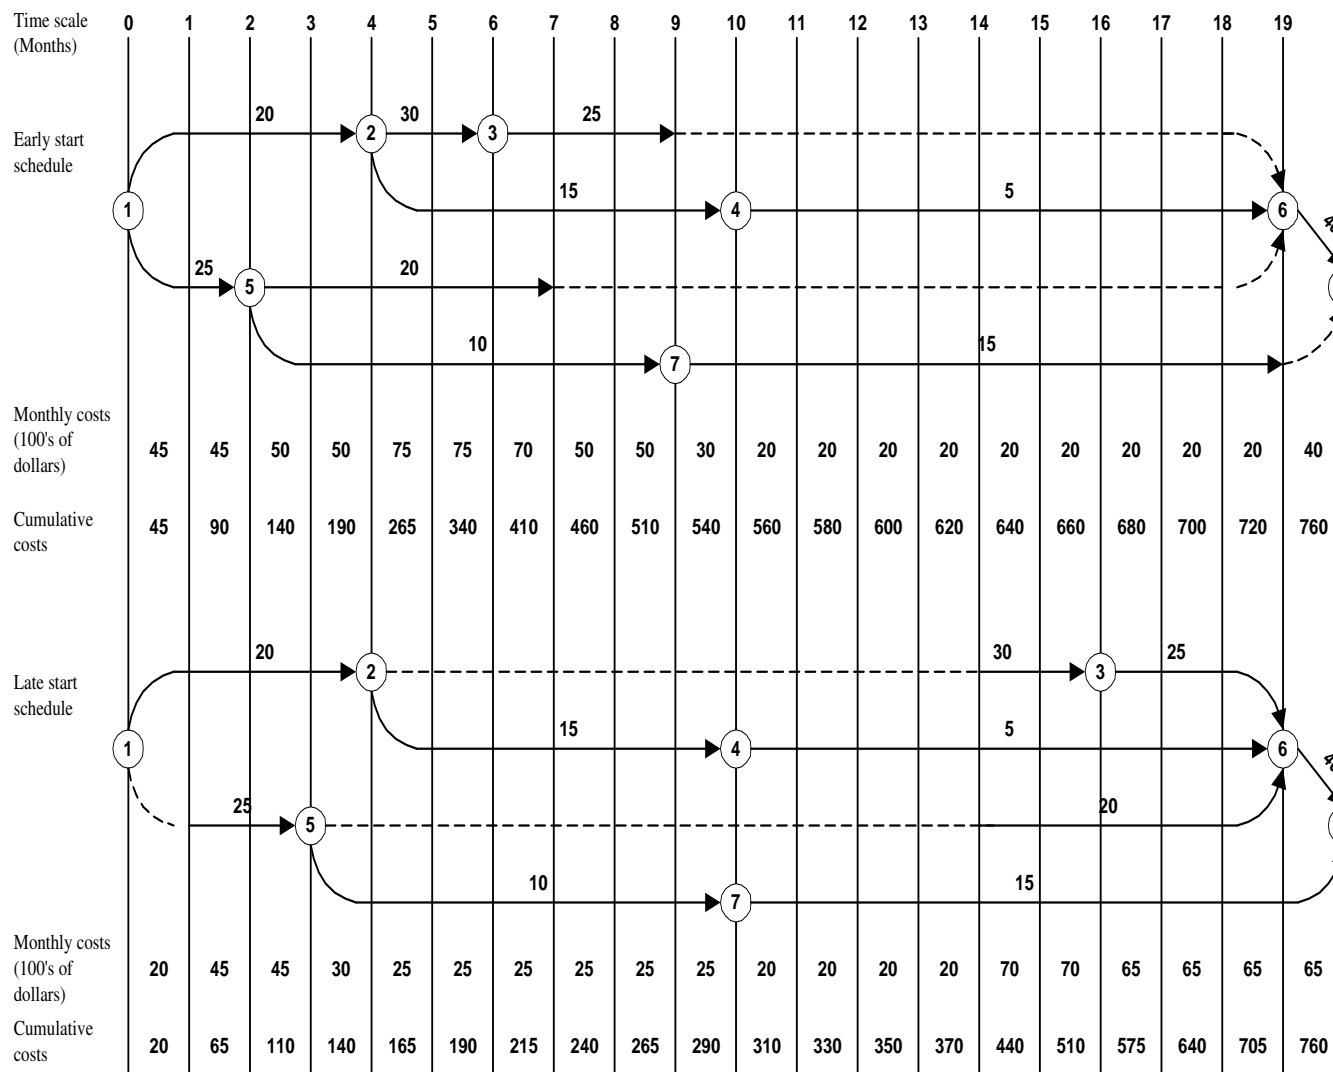 Time scale 0 1 2 3 4 5 6 7 8 9 10 11 12 13 14 15 16 17 18 19
(Months)
20 30 25
Early start
schedule
2 3
15 5
1 4 6
25 20
5
10 15
7
Monthly costs
(100's of
dollars)
45 45 50 50 75 75 70 50 50 30 20 20 20 20 20 20 20 20 20 40
Cumulative
costs
45 90 140 190 265 340 410 460 510 540 560 580 600 620 640 660 680 700 720 760
20 30 25
Late start
schedule
2 3
15 5
1 4 6
25 20
5
10 15
7
Monthly costs
(100's of
dollars)
20 45 45 30 25 25 25 25 25 25 20 20 20 20 70 70 65 65 65 65
Cumulative
costs
20 65 110 140 165 190 215 240 265 290 310 330 350 370 440 510 575 640 705 760